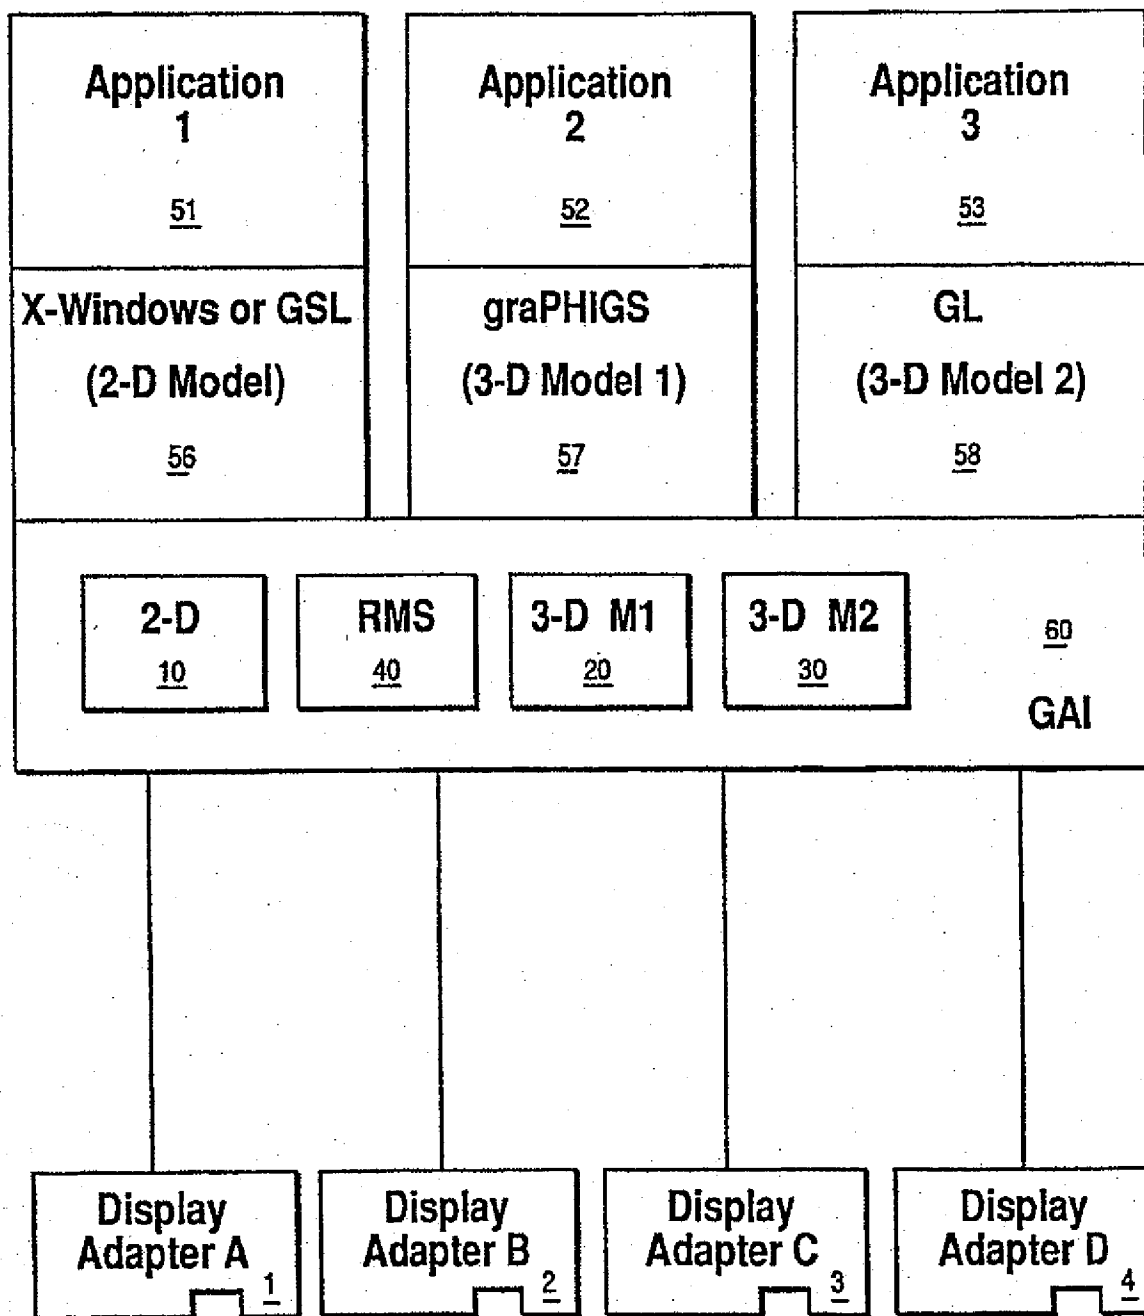 Application
1
51
Application
2
52
Application
3
53
X-Windows or GSL
(2-D Model)
56
graPHIGS
(3-D Model 1)
57
GL
(3-D Model 2)
58
2-D
10
RMS
40
3-D M1
20
3-D M2
30
60
GAI
Display
Adapter A
1
Display
Adapter B
2
Display
Adapter C
3
Display
Adapter D
4